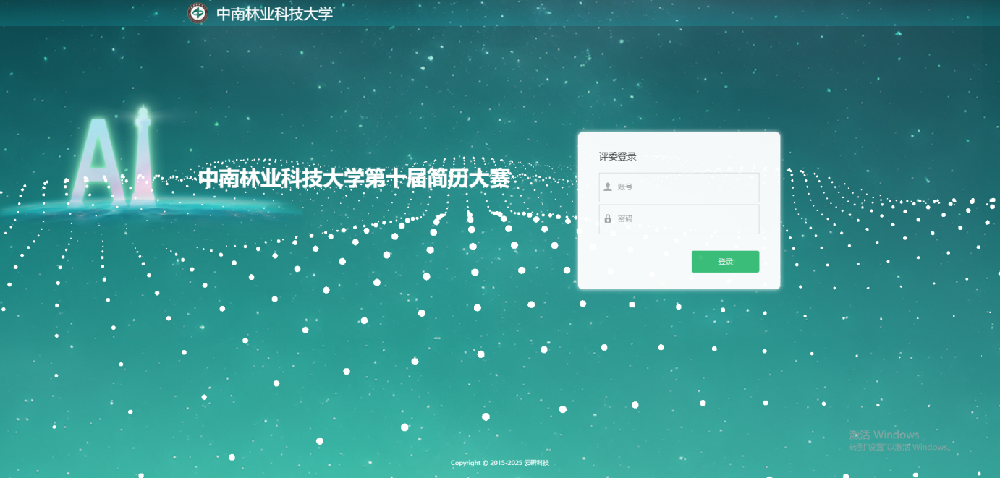 中南林业科技大学
AI
中南林业科技大学第十届简历大赛
评委登录
账号
密码
登录
激活 Windows
转到"设置"以激活 Windows。
Copyright © 2015-2025 云研科技